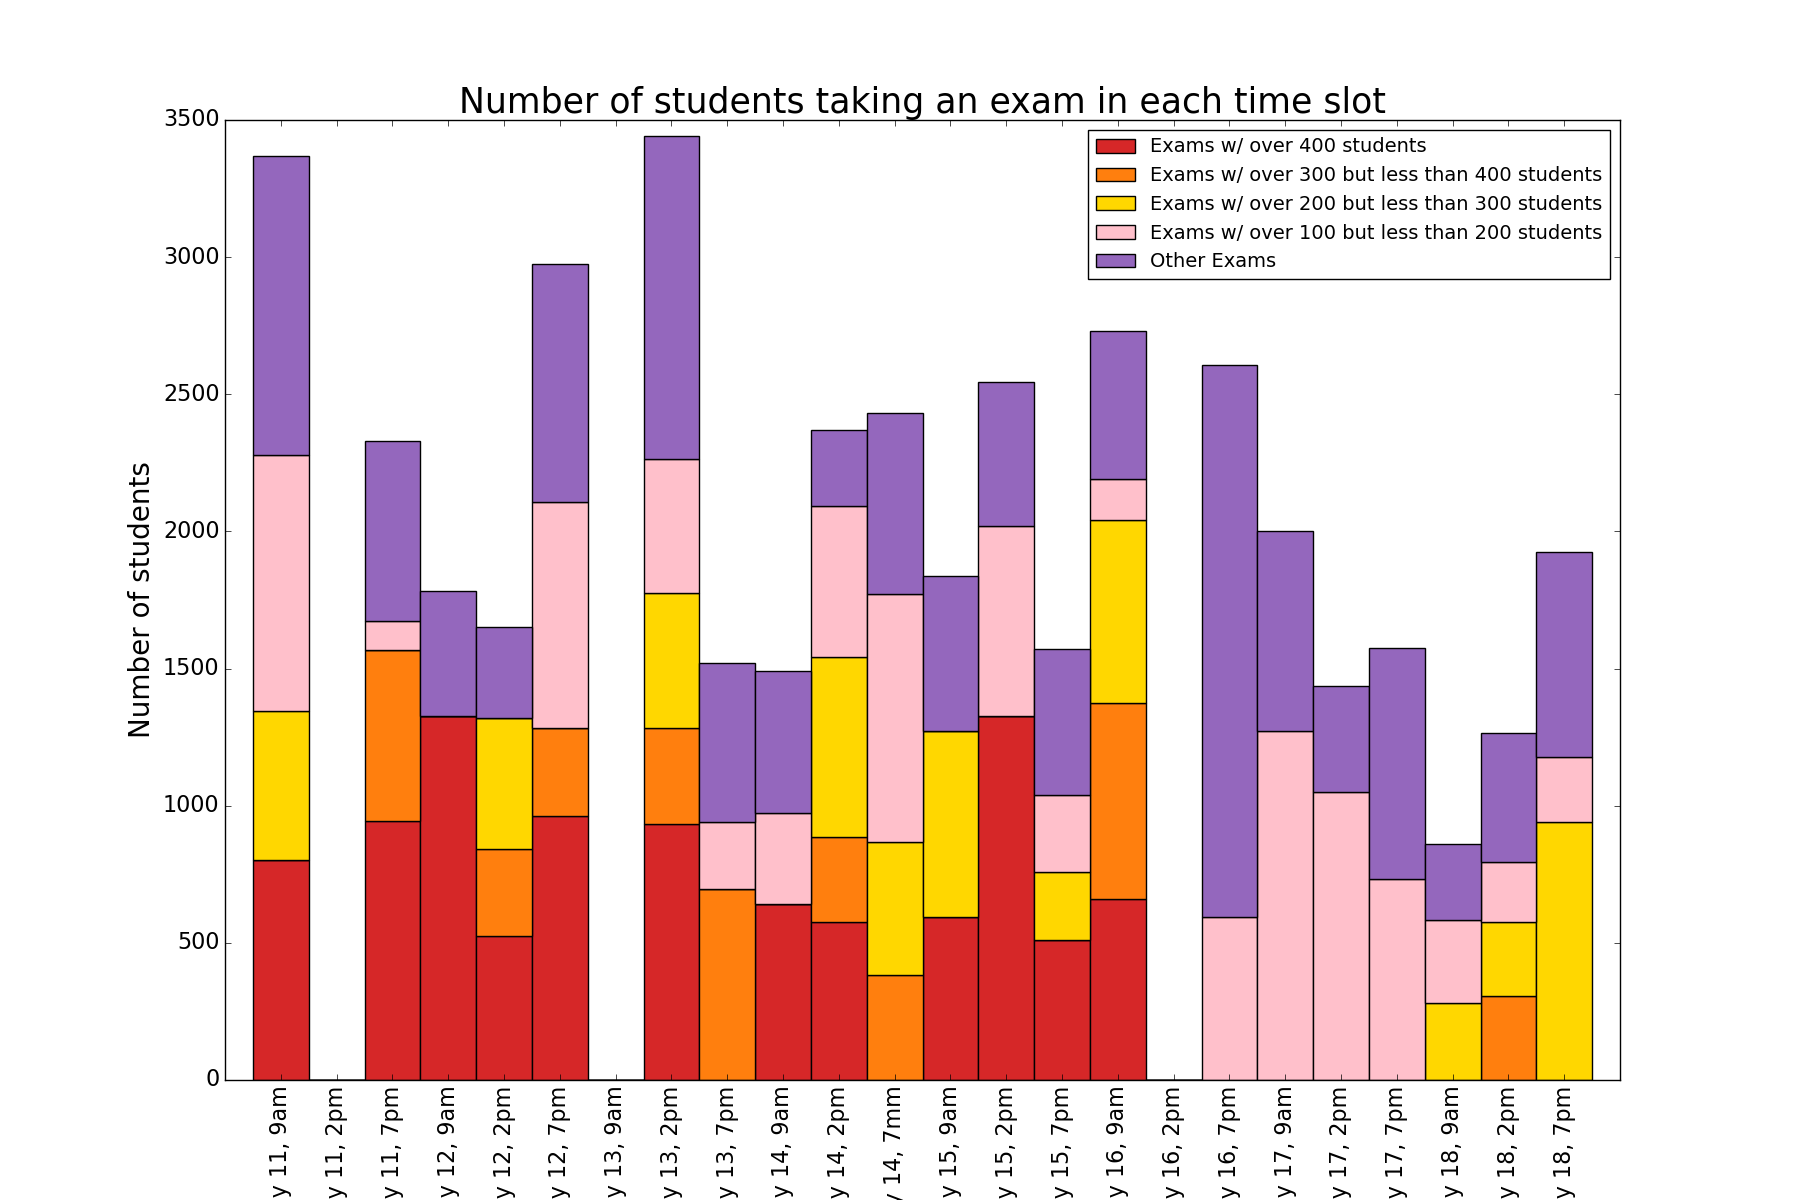 Number of students taking an exam in each time slot
Exams w/ over 400 students
Exams w/ over 300 but less than 400 students
Exams w/ over 200 but less than 300 students
Exams w/ over 100 but less than 200 students
Other Exams
Number of students
3500
3000
2500
2000
1500
1000
500
0
y 11, 9am
y 11, 2pm
y 11, 7pm
y 12, 9am
y 12, 2pm
y 12, 7pm
y 13, 9am
y 13, 2pm
y 13, 7pm
y 14, 9am
y 14, 2pm
y 14, 7mm
y 15, 9am
y 15, 2pm
y 15, 7pm
y 16, 9am
y 16, 2pm
y 16, 7pm
y 17, 9am
y 17, 2pm
y 17, 7pm
y 18, 9am
y 18, 2pm
y 18, 7pm